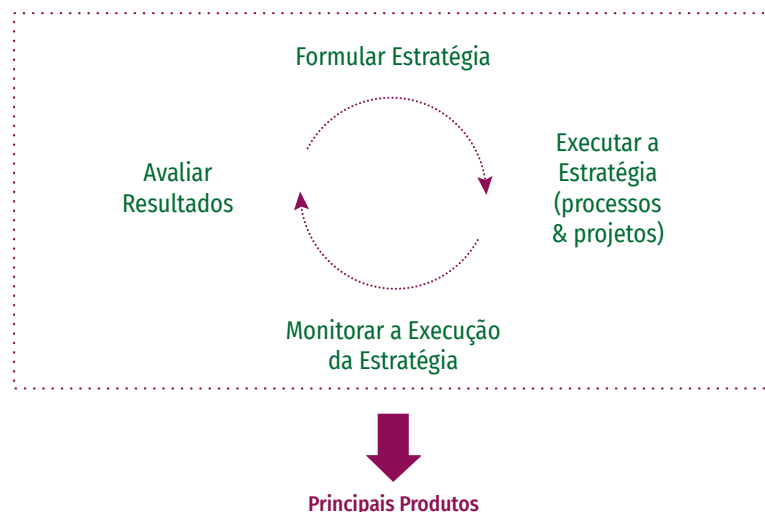 Formular Estratégia
Executar a
Estratégia
(processos
& projetos)
Monitorar a Execução
da Estratégia
Avaliar
Resultados
Principais Produtos